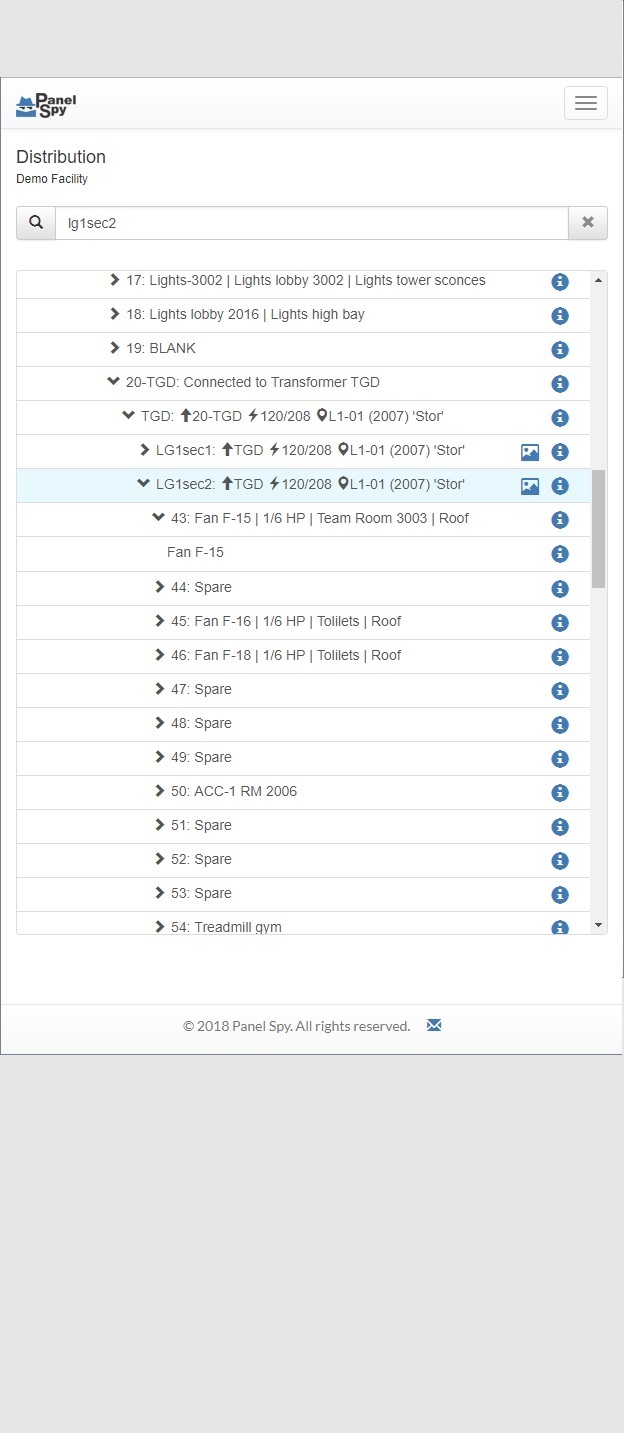 Panel
Spy
Distribution
Demo Facility
lg1sec2
17: Lights-3002 | Lights lobby 3002 | Lights tower sconces
18: Lights lobby 2016 | Lights high bay
19: BLANK
20-TGD: Connected to Transformer TGD
TGD: 20-TGD 120/208 L1-01 (2007) 'Stor'
LG1sec1: TGD 120/208 L1-01 (2007) 'Stor'
LG1sec2: TGD 120/208 L1-01 (2007) 'Stor'
43: Fan F-15 | 1/6 HP | Team Room 3003 | Roof
Fan F-15
44: Spare
45: Fan F-16 | 1/6 HP | Tolilets | Roof
46: Fan F-18 | 1/6 HP | Tolilets | Roof
47: Spare
48: Spare
49: Spare
50: ACC-1 RM 2006
51: Spare
52: Spare
53: Spare
54: Treadmill gym
© 2018 Panel Spy. All rights reserved.